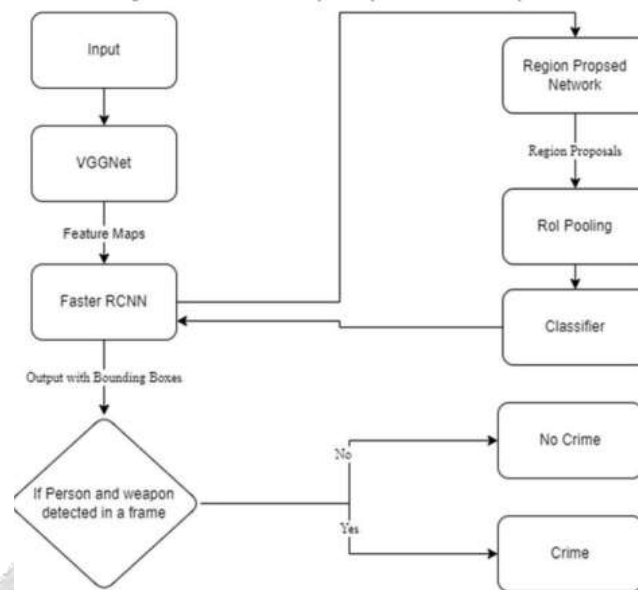 Input
VGGNet
Feature Maps
Faster RCNN
Region Propsed
Network
Region Proposals
RoI Pooling
Classifier
Output with Bounding Boxes
If Person and weapon
detected in a frame
No
No Crime
Yes
Crime